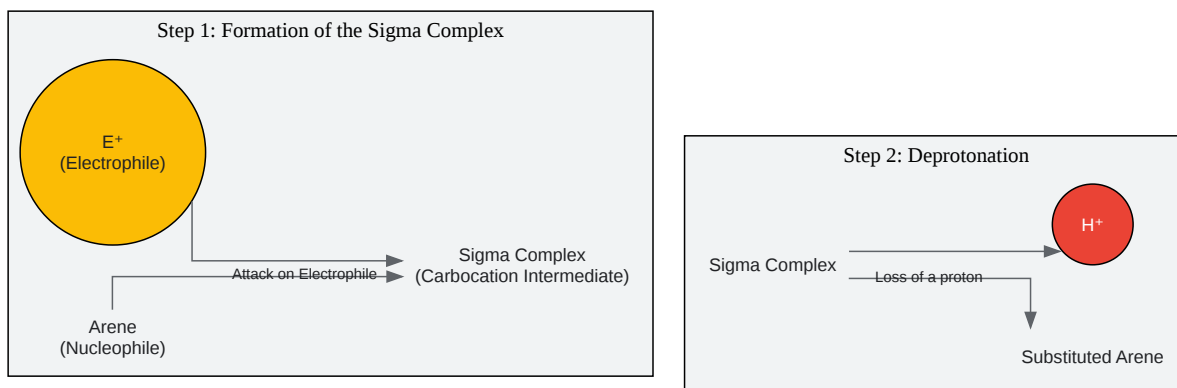 Step 1: Formation of the Sigma Complex
E⁺
(Electrophile)
Sigma Complex
(Carbocation Intermediate)
Attack on Electrophile
Arene
(Nucleophile)
Step 2: Deprotonation
H⁺
Sigma Complex
Loss of a proton
Substituted Arene